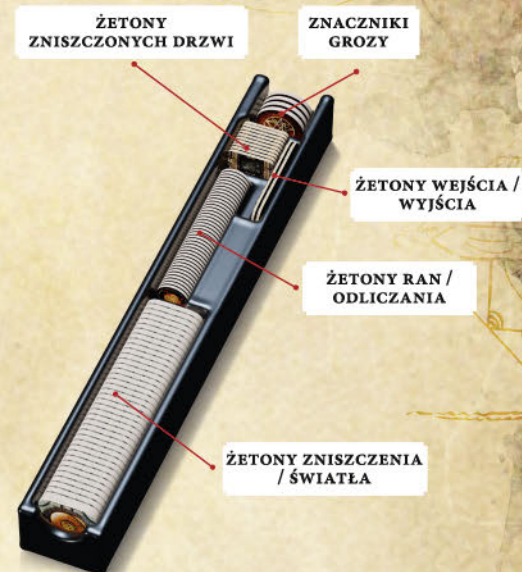 ŻETONY
ZNISZCZONYCH DRZWI
ZNACZNIKI
GROZY
ŻETONY WEJŚCIA /
WYJŚCIA
ŻETONY RAN /
ODLICZANIA
ŻETONY ZNISZCZENIA
/ ŚWIATŁA